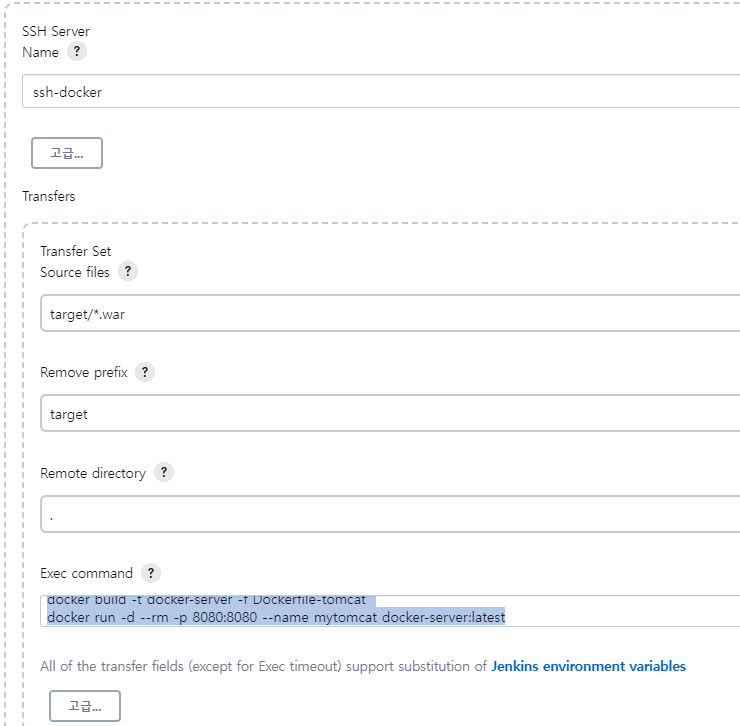 SSH Server
Name ?
ssh-docker
고급...
Transfers
Transfer Set
Source files ?
target/*.war
Remove prefix ?
target
Remote directory ?
.
Exec command ?
docker build -t docker-server -f Dockerfile-tomcat
docker run -d --rm -p 8080:8080 --name mytomcat docker-server:latest
All of the transfer fields (except for Exec timeout) support substitution of Jenkins environment variables
고급...